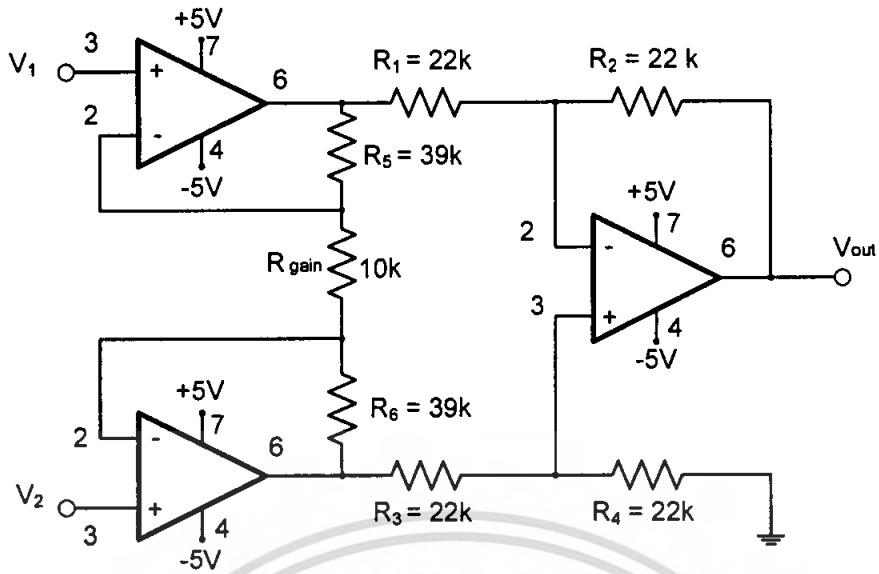 +5V
3
7
V1
+
6
R1 = 22k
R2 = 22 k
2
-
4
-5V
R5 = 39k
+5V
7
2
-
6
Vout
Rgain
10k
3
+
4
-5V
+5V
7
R6 = 39k
2
-
6
V2
+
3
4
-5V
R3 = 22k
R4 = 22k